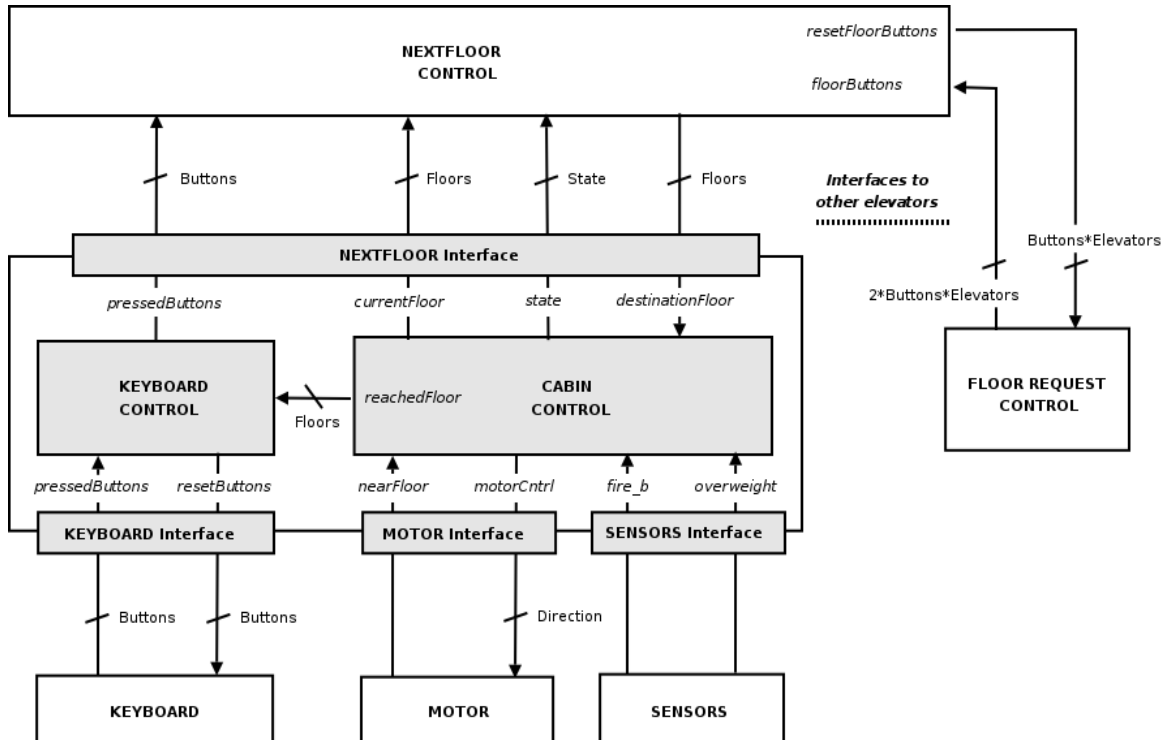 resetFloorButtons
NEXTFLOOR
CONTROL
floorButtons
Buttons
Floors
State
Floors
Interfaces to
other elevators
Buttons*Elevators
NEXTFLOOR Interface
2*Buttons*Elevators
pressedButtons
currentFloor
state
destinationFloor
KEYBOARD
CONTROL
reachedFloor
CABIN
CONTROL
FLOOR REQUEST
CONTROL
Floors
pressedButtons
resetButtons
nearFloor
motorCntrl
fire_b
overweight
KEYBOARD Interface
MOTOR Interface
SENSORS Interface
Buttons
Buttons
Direction
KEYBOARD
MOTOR
SENSORS